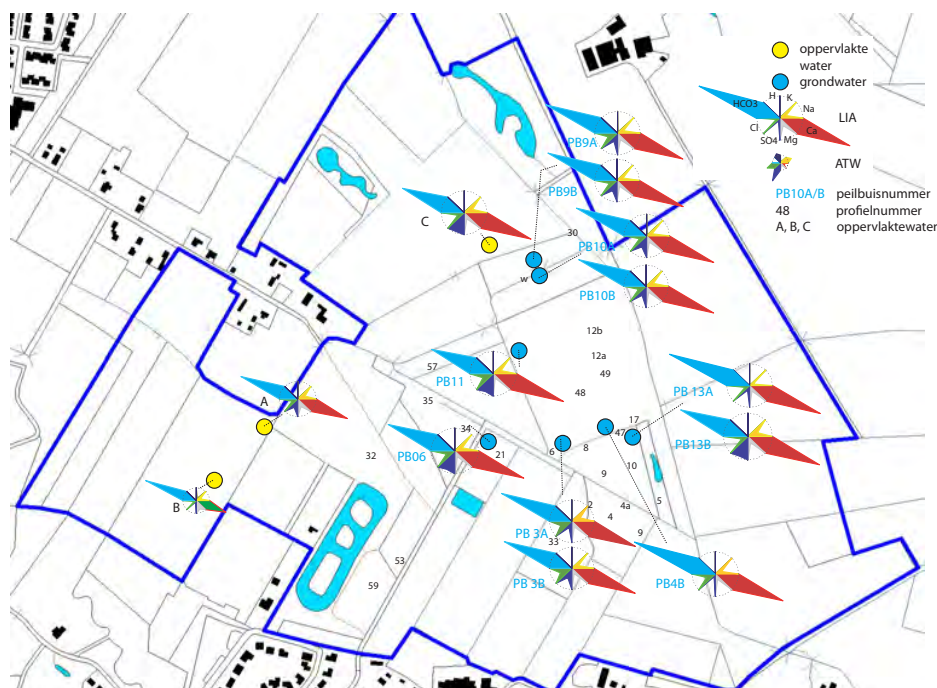 oppervlakte
water
grondwater
H
K
HCO3
Na
LIA
Cl
Ca
SO4
Mg
ATW
PB10A/B
peilbuisnummer
48
profielnummer
A, B, C
oppervlaktewater
PB9A
PB9B
C
30
PB10A
w
PB10B
12b
12a
57
PB11
49
48
PB 13A
35
A
34
17
47
PB13B
32
PB06
21
6
8
10
9
B
2
4a
5
4
PB 3A
33
9
53
PB 3B
PB4B
59